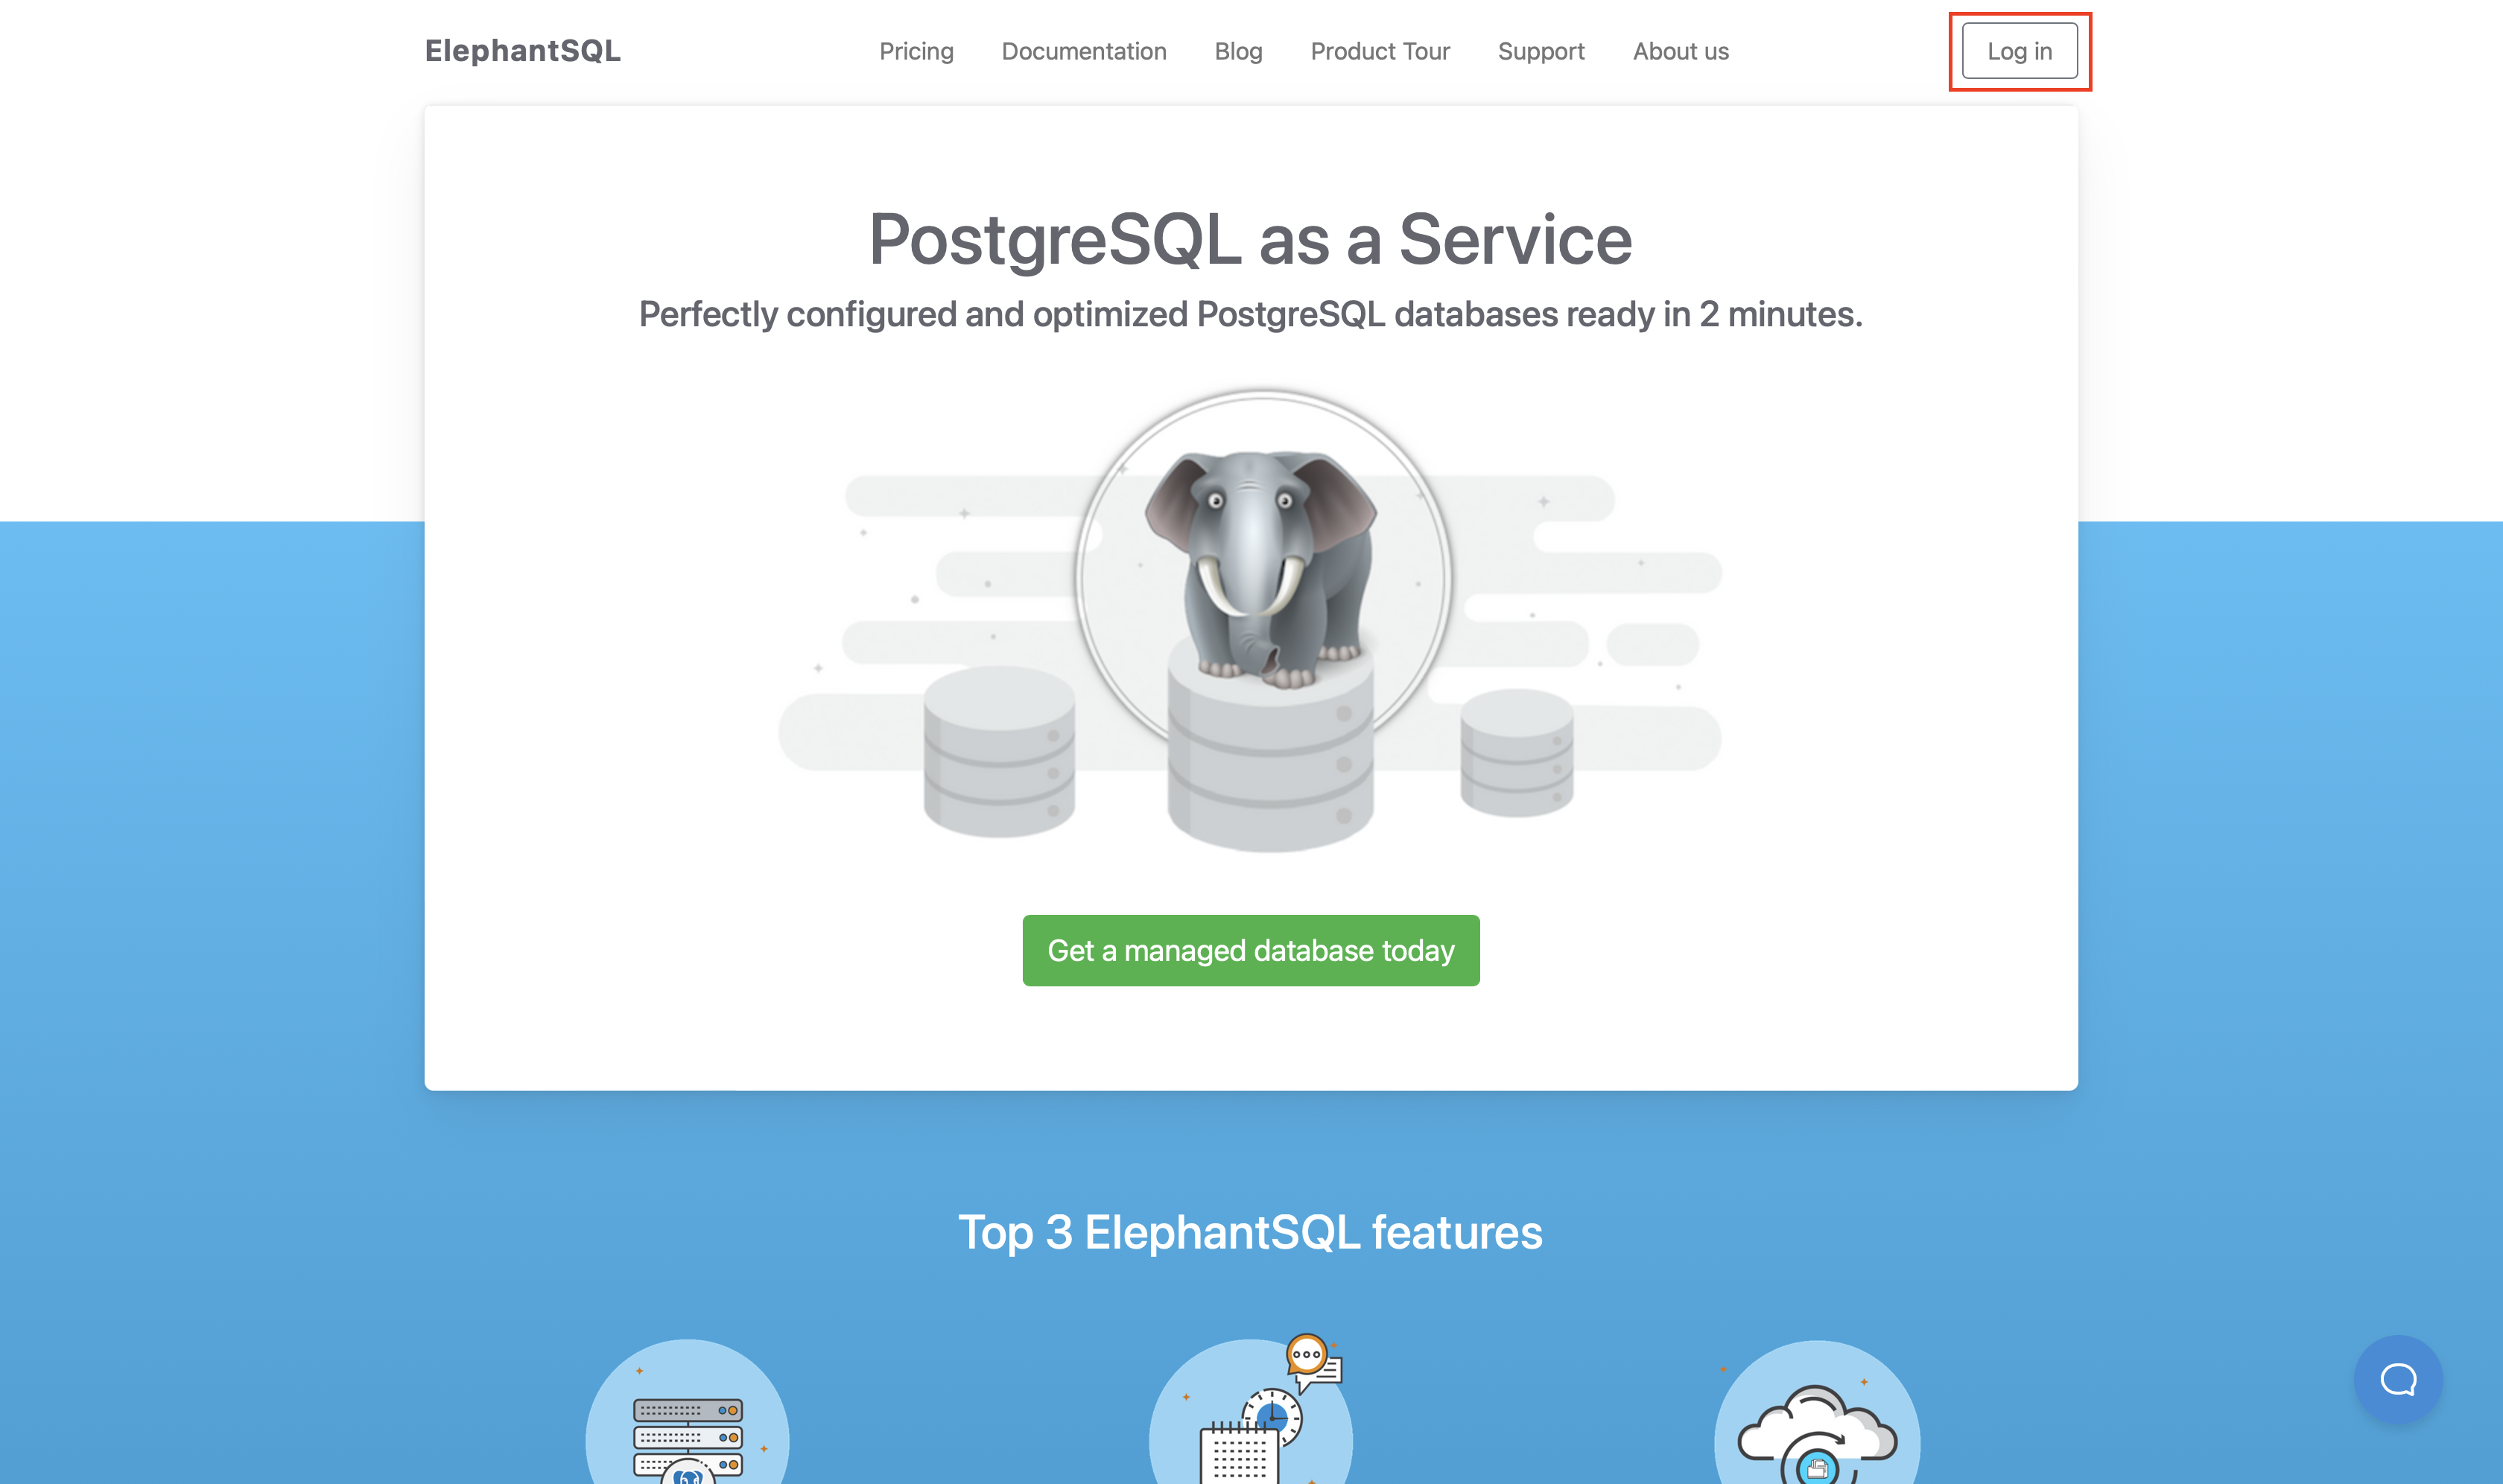 ElephantSQL
Pricing
Documentation
Blog
Product Tour
Support
About us
Log in
PostgreSQL as a Service
Perfectly configured and optimized PostgreSQL databases ready in 2 minutes.
Get a managed database today
Top 3 ElephantSQL features